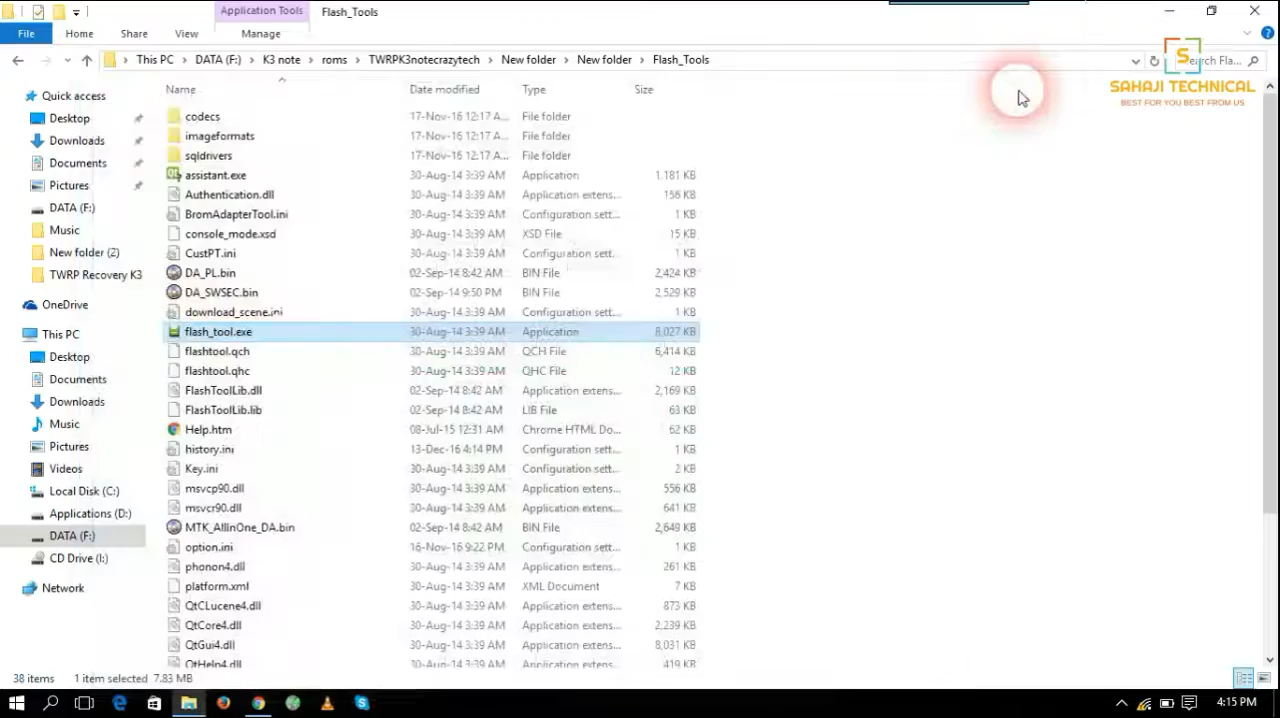 Application Tools Flash_Tools
File Home Share View Manage
This PC DATA (F:) K3 note roms TWRPK3notecrazytech New folder New folder Flash_Tools
Search Fla...
S
SAHAJI TECHNICAL
BEST FOR YOU BEST FROM US
Quick access
Desktop
Downloads
Documents
Pictures
DATA (F:)
Music
New folder (2)
TWRP Recovery K3
OneDrive
This PC
Desktop
Documents
Downloads
Music
Pictures
Videos
Local Disk (C:)
Applications (D:)
DATA (F:)
CD Drive (I:)
Network
Name Date modified Type Size
codecs 17-Nov-16 12:17 A... File folder
imageformats 17-Nov-16 12:17 A... File folder
sqldrivers 17-Nov-16 12:17 A... File folder
assistant.exe 30-Aug-14 3:39 AM Application 1,181 KB
Authentication.dll 30-Aug-14 3:39 AM Application extens... 156 KB
BromAdapterTool.ini 30-Aug-14 3:39 AM Configuration sett... 1 KB
console_mode.xsd 30-Aug-14 3:39 AM XSD File 15 KB
CustPT.ini 30-Aug-14 3:39 AM Configuration sett... 1 KB
DA_PL.bin 02-Sep-14 8:42 AM BIN File 2,424 KB
DA_SWSEC.bin 02-Sep-14 9:50 PM BIN File 2,529 KB
download_scene.ini 30-Aug-14 3:39 AM Configuration sett... 1 KB
flash_tool.exe 30-Aug-14 3:39 AM Application 8,027 KB
flashtool.qch 30-Aug-14 3:39 AM QCH File 6,414 KB
flashtool.qhc 30-Aug-14 3:39 AM QHC File 12 KB
FlashToolLib.dll 02-Sep-14 8:42 AM Application extens... 2,169 KB
FlashToolLib.lib 02-Sep-14 8:42 AM LIB File 63 KB
Help.htm 08-Jul-15 12:31 AM Chrome HTML Do... 62 KB
history.ini 13-Dec-16 4:14 PM Configuration sett... 1 KB
Key.ini 30-Aug-14 3:39 AM Configuration sett... 2 KB
msvcp90.dll 30-Aug-14 3:39 AM Application extens... 556 KB
msvcr90.dll 30-Aug-14 3:39 AM Application extens... 641 KB
MTK_AllInOne_DA.bin 02-Sep-14 8:42 AM BIN File 2,649 KB
option.ini 16-Nov-16 9:22 PM Configuration sett... 1 KB
phonon4.dll 30-Aug-14 3:39 AM Application extens... 261 KB
platform.xml 30-Aug-14 3:39 AM XML Document 7 KB
QtCLucene4.dll 30-Aug-14 3:39 AM Application extens... 873 KB
QtCore4.dll 30-Aug-14 3:39 AM Application extens... 2,239 KB
QtGui4.dll 30-Aug-14 3:39 AM Application extens... 8,031 KB
QtHelp4.dll 30-Aug-14 3:39 AM Application extens... 419 KB
38 items 1 item selected 7.83 MB
4:15 PM